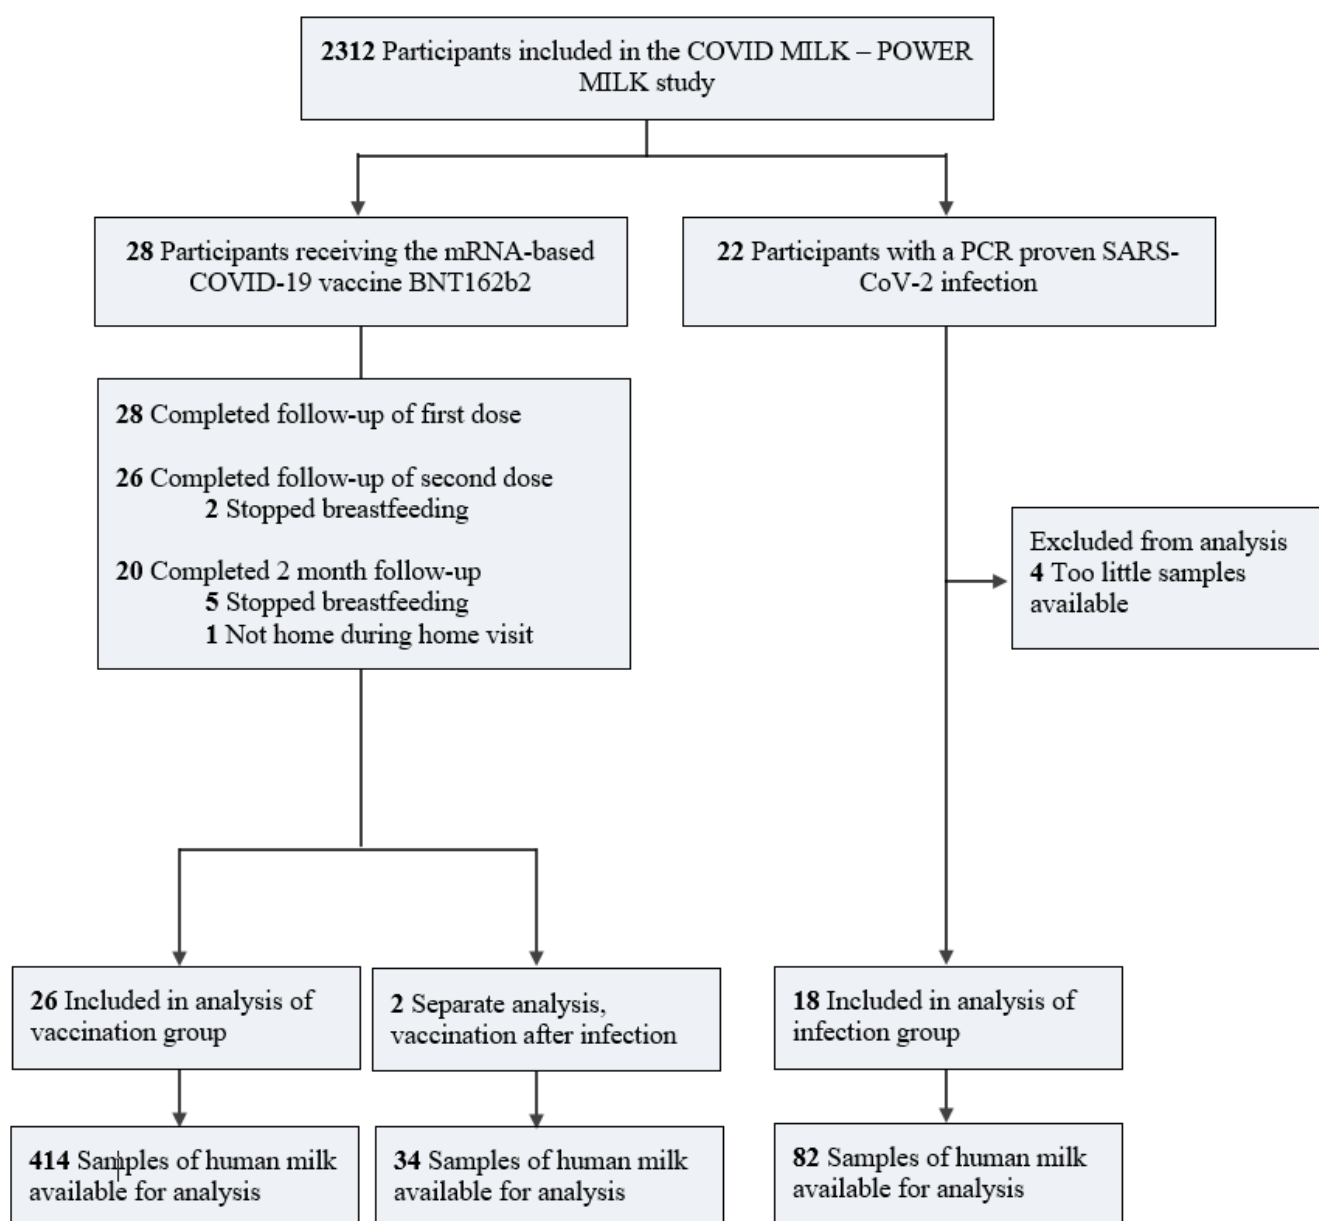 2312 Participants included in the COVID MILK – POWER
MILK study
28 Participants receiving the mRNA-based
COVID-19 vaccine BNT162b2
22 Participants with a PCR proven SARS-
CoV-2 infection
28 Completed follow-up of first dose
26 Completed follow-up of second dose
2 Stopped breastfeeding
20 Completed 2 month follow-up
5 Stopped breastfeeding
1 Not home during home visit
Excluded from analysis
4 Too little samples
available
26 Included in analysis of
vaccination group
2 Separate analysis,
vaccination after infection
18 Included in analysis of
infection group
414 Samples of human milk
available for analysis
34 Samples of human milk
available for analysis
82 Samples of human milk
available for analysis